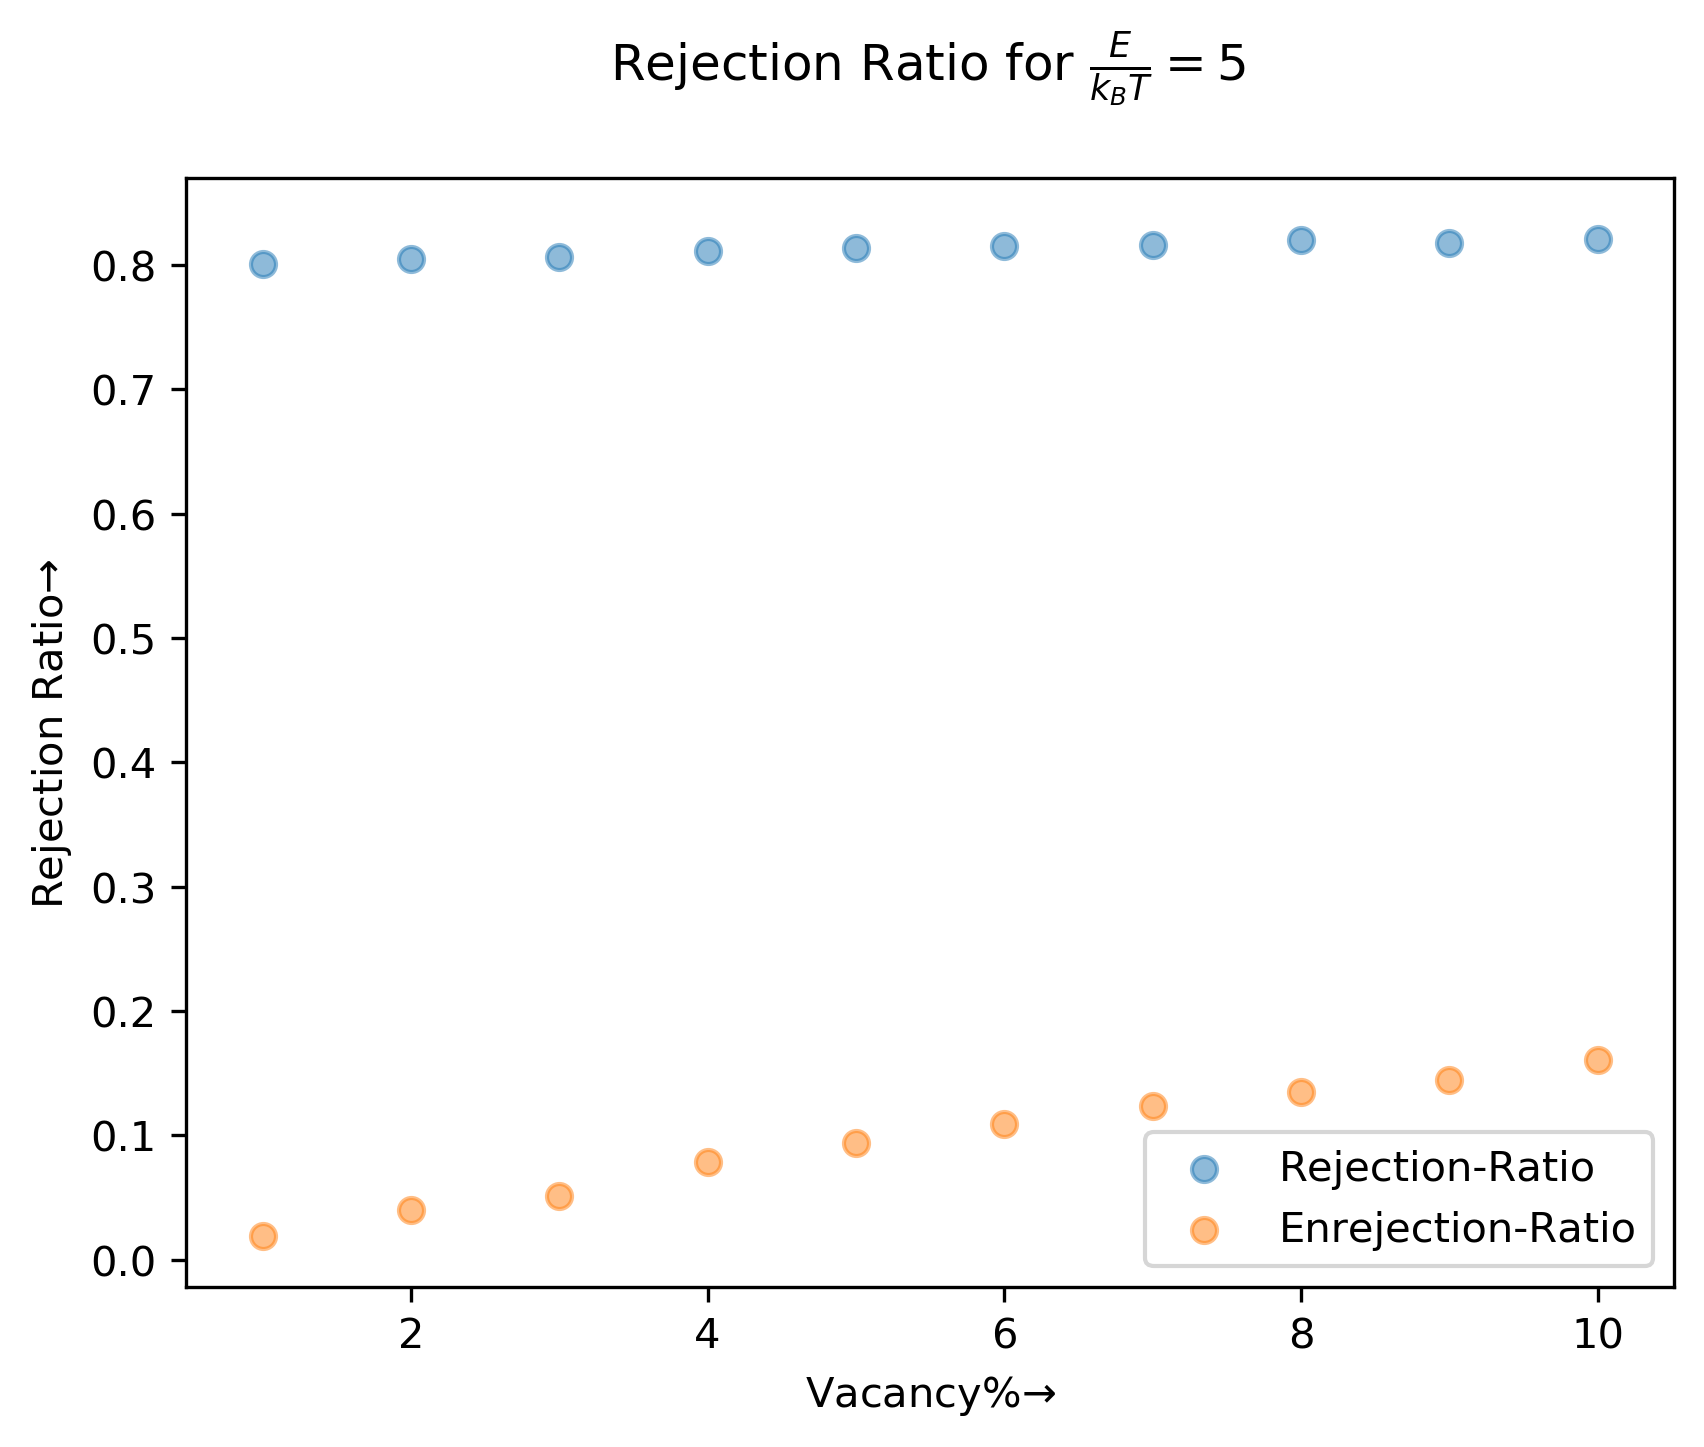 Rejection Ratio for $\frac{E}{k_BT} = 5$
Rejection Ratio→
0.8
0.7
0.6
0.5
0.4
0.3
0.2
0.1
0.0
Rejection-Ratio
Enrejection-Ratio
2 4 6 8 10
Vacancy%→